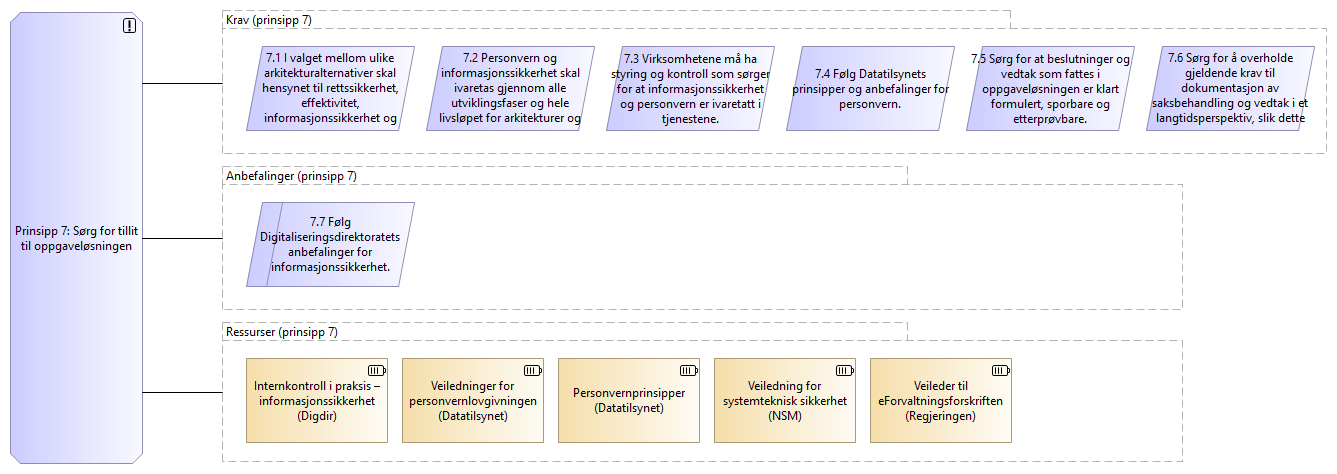 Prinsipp 7: Sørg for tillit
til oppgaveløsningen
Krav (prinsipp 7)
7.1 I valget mellom ulike
arkitekturalternativer skal
hensynet til rettssikkerhet,
effektivitet,
informasjonssikkerhet og
7.2 Personvern og
informasjonssikkerhet skal
ivaretas gjennom alle
utviklingsfaser og hele
livsløpet for arkitekturer og
7.3 Virksomhetene må ha
styring og kontroll som sørger
for at informasjonssikkerhet
og personvern er ivaretatt i
tjenestene.
7.4 Følg Datatilsynets
prinsipper og anbefalinger for
personvern.
7.5 Sørg for at beslutninger og
vedtak som fattes i
oppgaveløsningen er klart
formulert, sporbare og
etterprøvbare.
7.6 Sørg for å overholde
gjeldende krav til
dokumentasjon av
saksbehandling og vedtak i et
langtidsperspektiv, slik dette
Anbefalinger (prinsipp 7)
7.7 Følg
Digitaliseringsdirektoratets
anbefalinger for
informasjonssikkerhet.
Ressurser (prinsipp 7)
Internkontroll i praksis –
informasjonssikkerhet
(Digdir)
Veiledninger for
personvernlovgivningen
(Datatilsynet)
Personvernprinsipper
(Datatilsynet)
Veiledning for
systemteknisk sikkerhet
(NSM)
Veileder til
eForvaltningsforskriften
(Regjeringen)